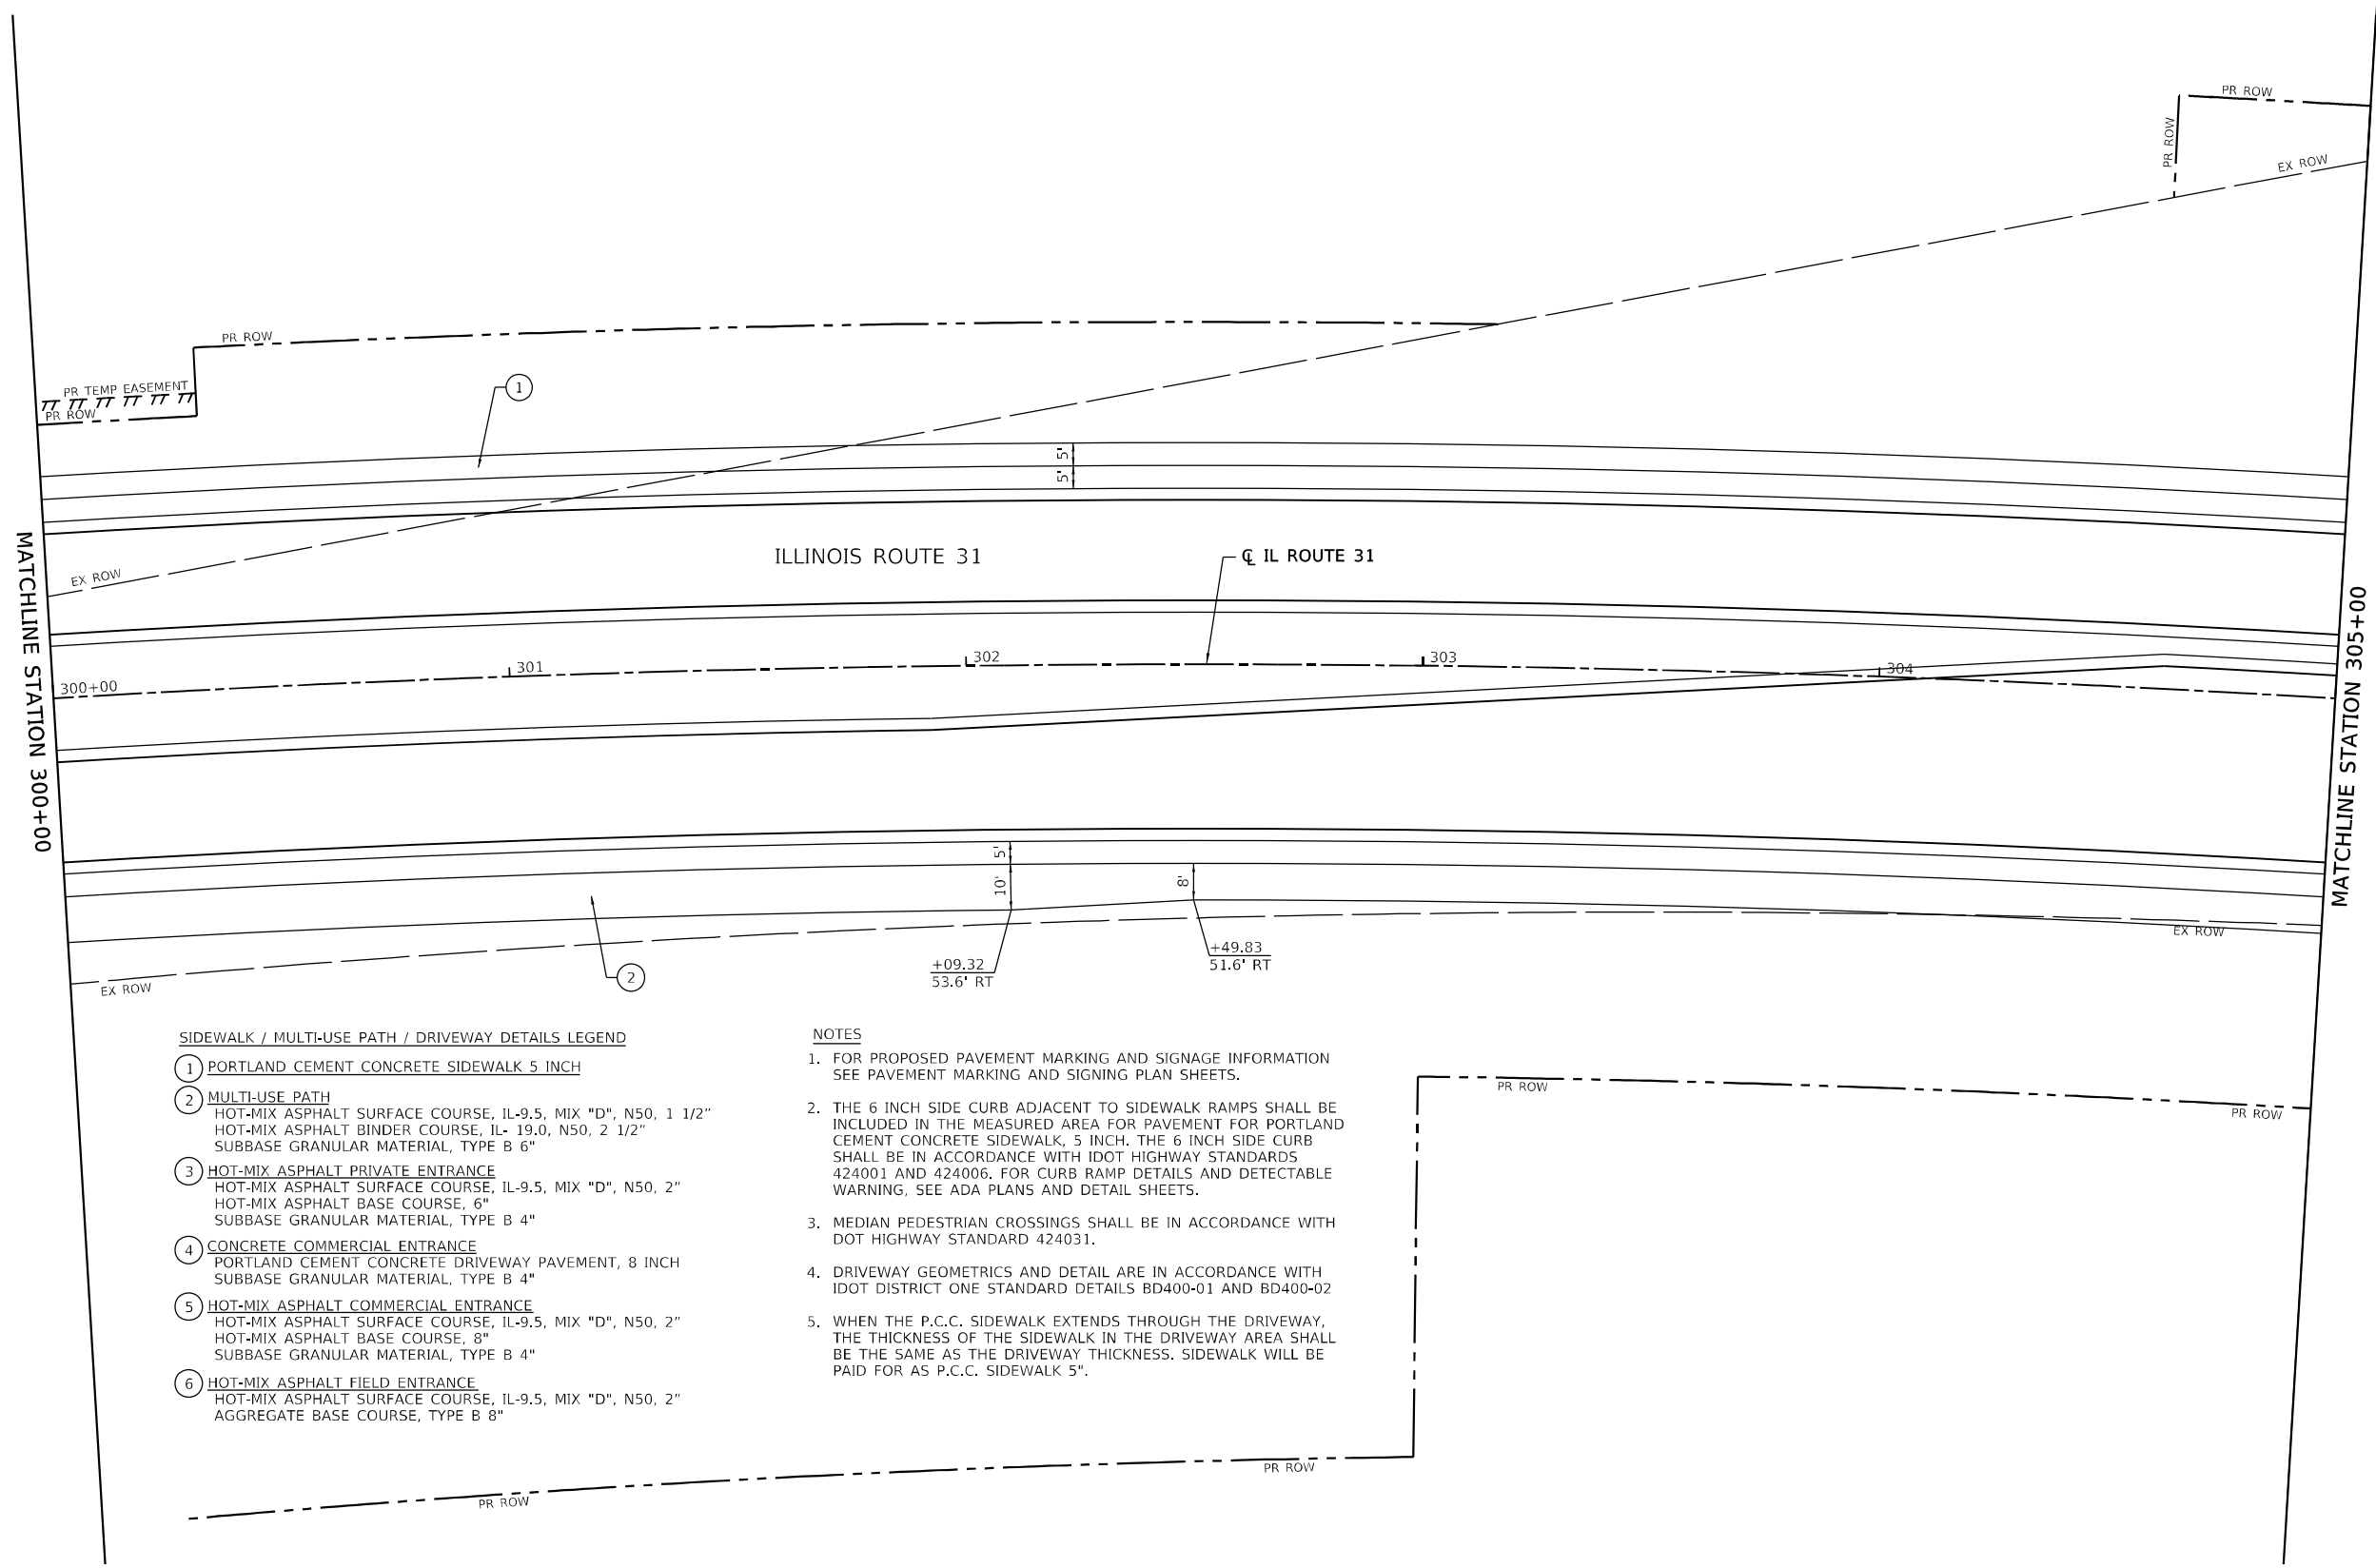 PR ROW
PR ROW
EX ROW
PR ROW
PR TEMP EASEMENT
PR ROW
1
5'
5'
ILLINOIS ROUTE 31
℄ IL ROUTE 31
EX ROW
MATCHLINE STATION 300+00
MATCHLINE STATION 305+00
300+00
301
302
303
304
5'
10'
8'
+09.32
53.6' RT
+49.83
51.6' RT
2
EX ROW
EX ROW
SIDEWALK / MULTI-USE PATH / DRIVEWAY DETAILS LEGEND
1 PORTLAND CEMENT CONCRETE SIDEWALK 5 INCH
2 MULTI-USE PATH
HOT-MIX ASPHALT SURFACE COURSE, IL-9.5, MIX "D", N50, 1 1/2"
HOT-MIX ASPHALT BINDER COURSE, IL- 19.0, N50, 2 1/2"
SUBBASE GRANULAR MATERIAL, TYPE B 6"
3 HOT-MIX ASPHALT PRIVATE ENTRANCE
HOT-MIX ASPHALT SURFACE COURSE, IL-9.5, MIX "D", N50, 2"
HOT-MIX ASPHALT BASE COURSE, 6"
SUBBASE GRANULAR MATERIAL, TYPE B 4"
4 CONCRETE COMMERCIAL ENTRANCE
PORTLAND CEMENT CONCRETE DRIVEWAY PAVEMENT, 8 INCH
SUBBASE GRANULAR MATERIAL, TYPE B 4"
5 HOT-MIX ASPHALT COMMERCIAL ENTRANCE
HOT-MIX ASPHALT SURFACE COURSE, IL-9.5, MIX "D", N50, 2"
HOT-MIX ASPHALT BASE COURSE, 8"
SUBBASE GRANULAR MATERIAL, TYPE B 4"
6 HOT-MIX ASPHALT FIELD ENTRANCE
HOT-MIX ASPHALT SURFACE COURSE, IL-9.5, MIX "D", N50, 2"
AGGREGATE BASE COURSE, TYPE B 8"
NOTES
1. FOR PROPOSED PAVEMENT MARKING AND SIGNAGE INFORMATION
SEE PAVEMENT MARKING AND SIGNING PLAN SHEETS.
2. THE 6 INCH SIDE CURB ADJACENT TO SIDEWALK RAMPS SHALL BE
INCLUDED IN THE MEASURED AREA FOR PAVEMENT FOR PORTLAND
CEMENT CONCRETE SIDEWALK, 5 INCH. THE 6 INCH SIDE CURB
SHALL BE IN ACCORDANCE WITH IDOT HIGHWAY STANDARDS
424001 AND 424006. FOR CURB RAMP DETAILS AND DETECTABLE
WARNING, SEE ADA PLANS AND DETAIL SHEETS.
3. MEDIAN PEDESTRIAN CROSSINGS SHALL BE IN ACCORDANCE WITH
DOT HIGHWAY STANDARD 424031.
4. DRIVEWAY GEOMETRICS AND DETAIL ARE IN ACCORDANCE WITH
IDOT DISTRICT ONE STANDARD DETAILS BD400-01 AND BD400-02
5. WHEN THE P.C.C. SIDEWALK EXTENDS THROUGH THE DRIVEWAY,
THE THICKNESS OF THE SIDEWALK IN THE DRIVEWAY AREA SHALL
BE THE SAME AS THE DRIVEWAY THICKNESS. SIDEWALK WILL BE
PAID FOR AS P.C.C. SIDEWALK 5".
PR ROW
PR ROW
PR ROW
PR ROW